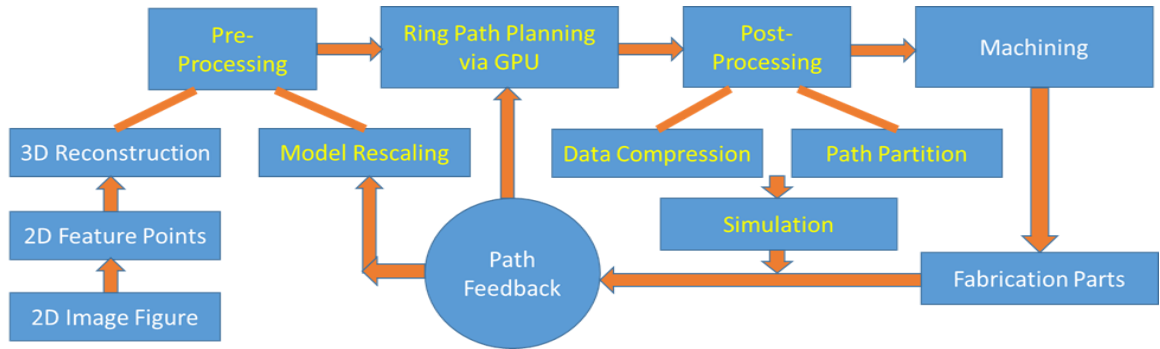 Pre-
Processing
Ring Path Planning
via GPU
Post-
Processing
Machining
3D Reconstruction
Model Rescaling
Data Compression
Path Partition
2D Feature Points
Simulation
Path
Feedback
Fabrication Parts
2D Image Figure